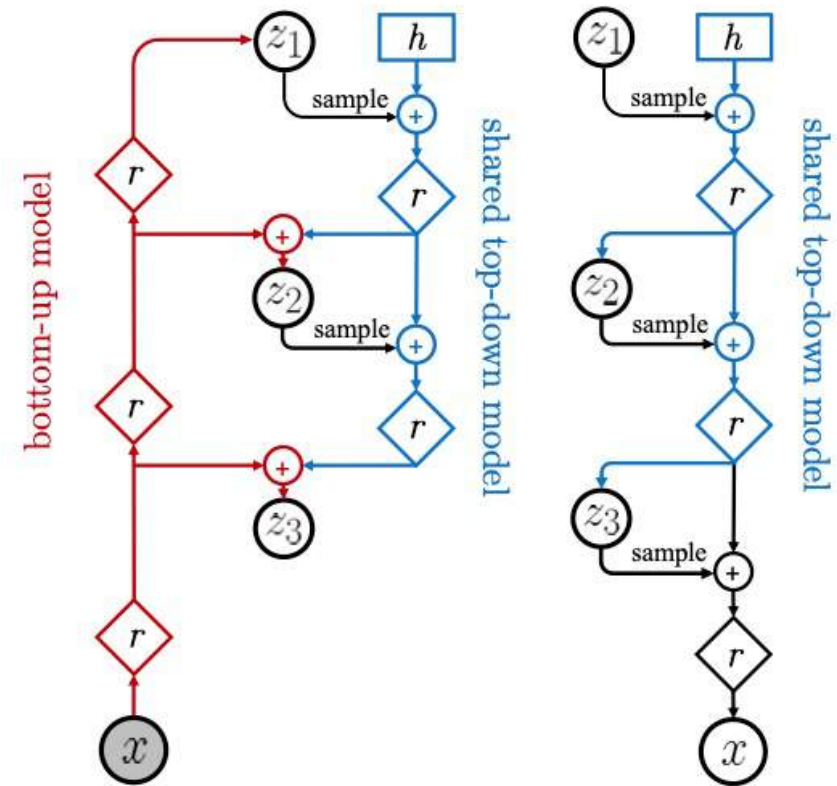 z1
h
sample
+
r
r
+
z2
sample
+
r
r
+
z3
r
x
bottom-up model
shared top-down model
z1
h
sample
+
r
z2
sample
+
r
z3
sample
+
r
x
shared top-down model